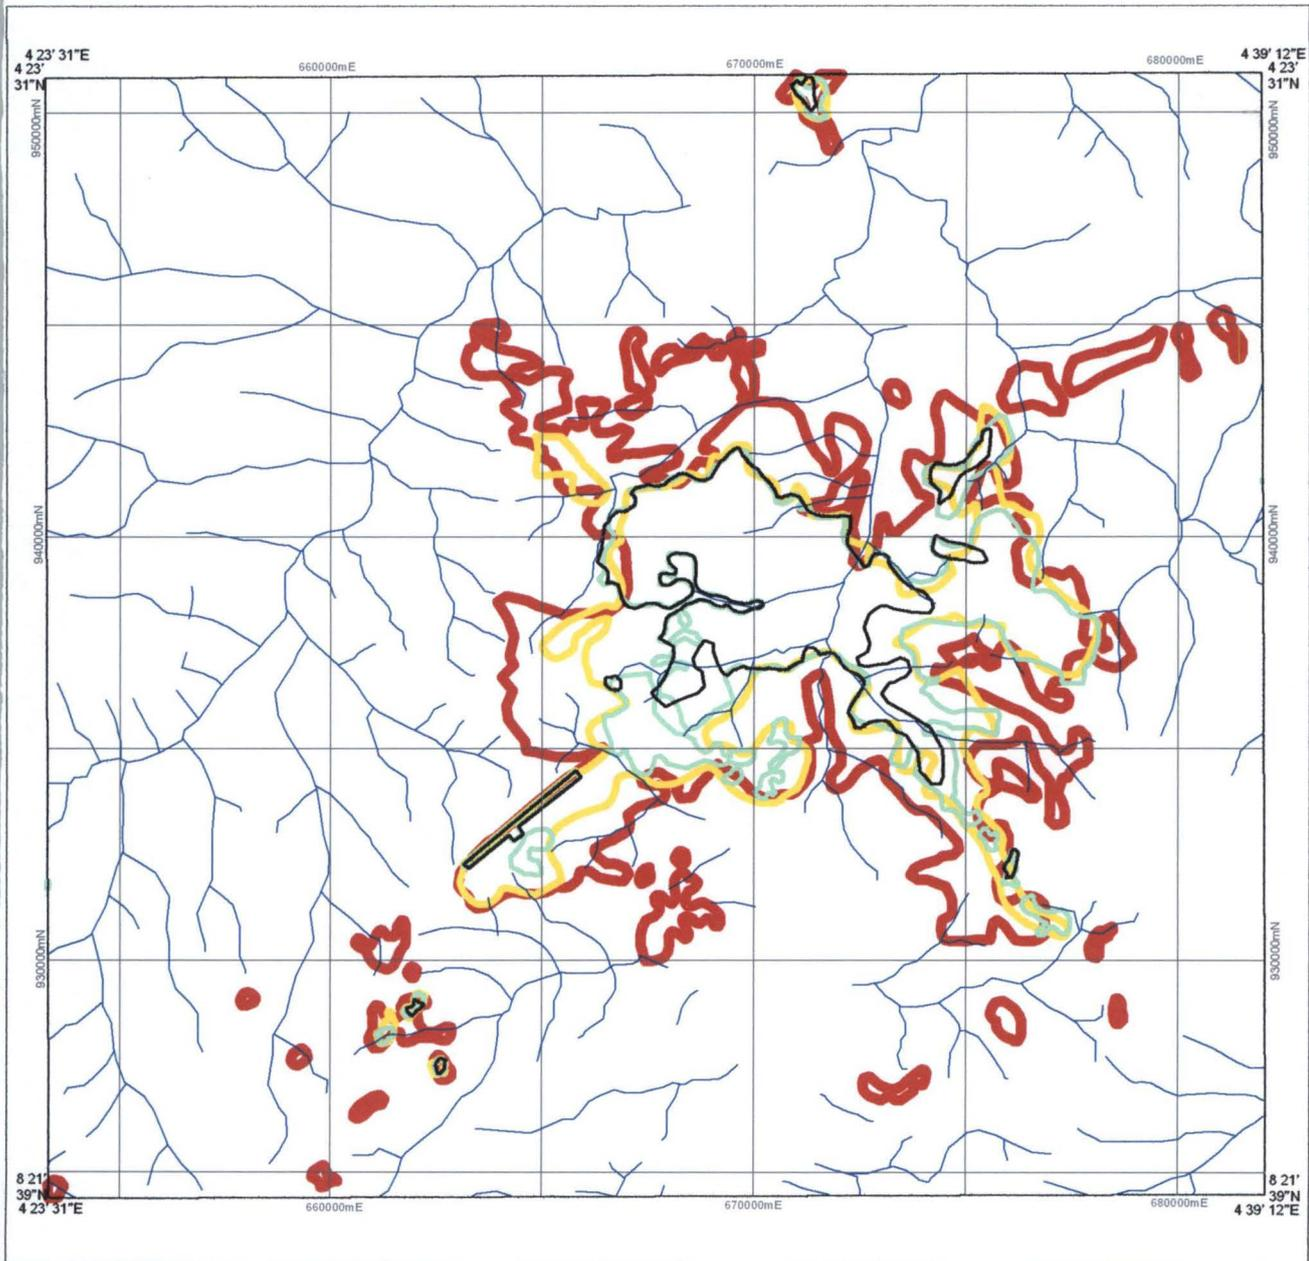 4 23' 31"E
4 23'
31"N
660000mE
670000mE
680000mE
4 39' 12"E
4 23'
31"N
950000mN
950000mN
940000mN
940000mN
930000mN
930000mN
8 21'
39"N
4 23' 31"E
660000mE
670000mE
680000mE
8 21'
39"N
4 39' 12"E